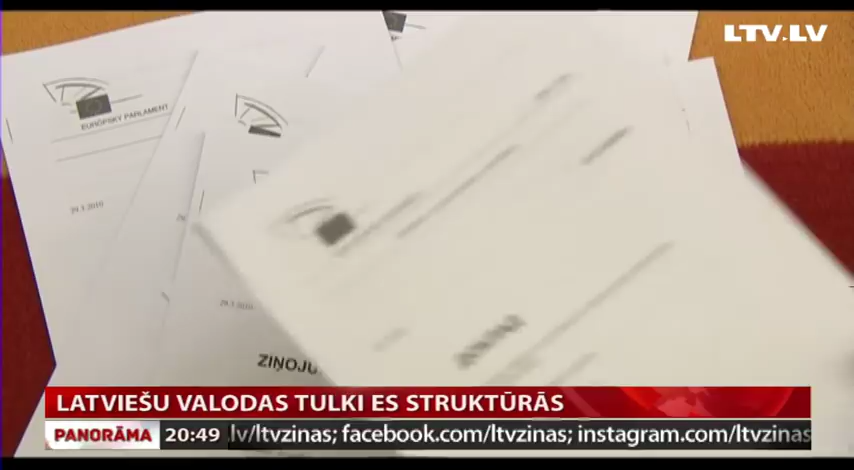 LTV.LV
EURÓPSKY PARLAMENT
29.1.2010
29.1.2010
ZIŅOJU
LATVIEŠU VALODAS TULKI ES STRUKTŪRĀS
PANORĀMA 20:49 .lv/ltvzinas; facebook.com/ltvzinas; instagram.com/ltvzinas